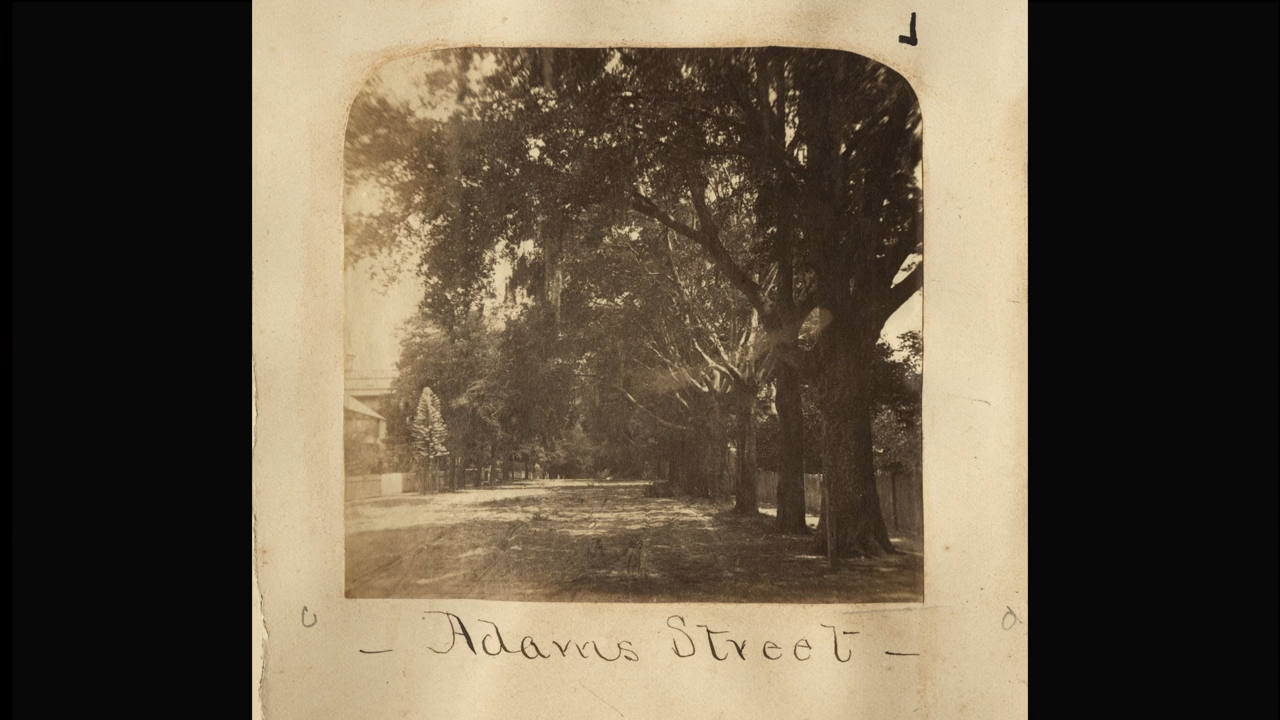 — Adams Street —